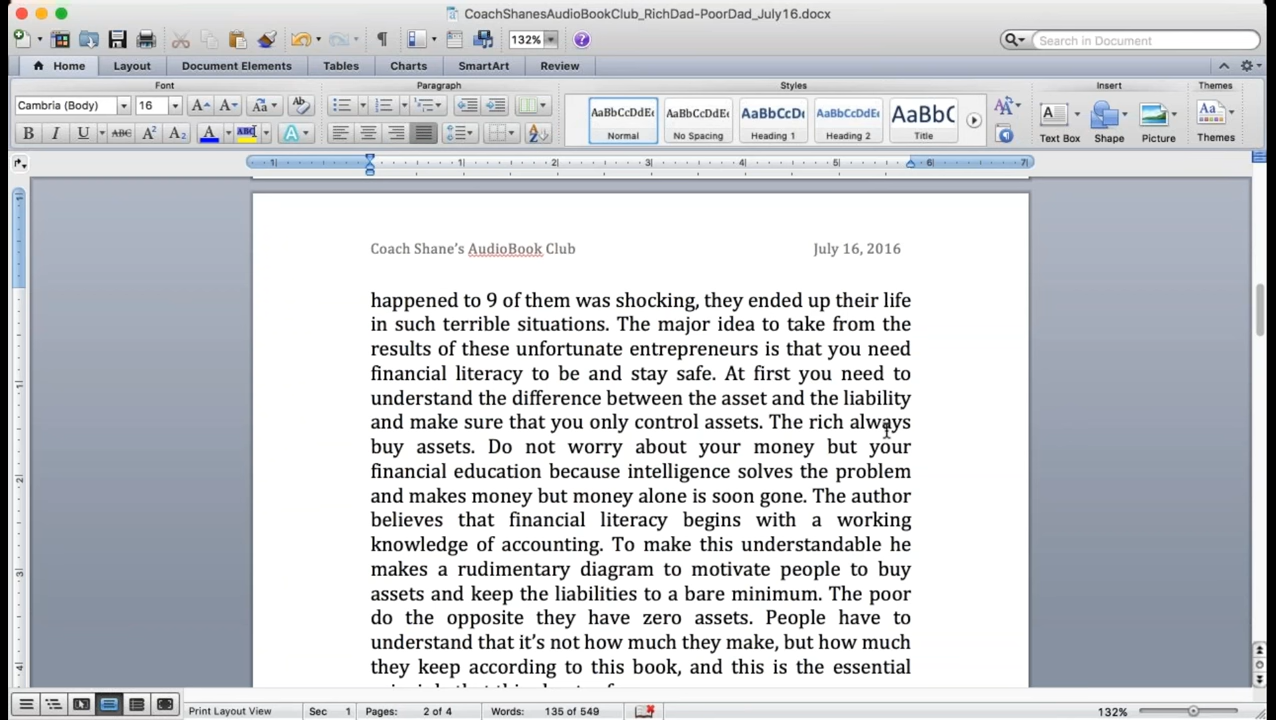 CoachShanesAudioBookClub_RichDad-PoorDad_July16.docx
132%
Search in Document
Home Layout Document Elements Tables Charts SmartArt Review
Font Paragraph Styles Insert Themes
Cambria (Body) 16
AaBbCcDdEe AaBbCcDdEe AaBbCcDd AaBbCcDdEe AaBbC
Normal No Spacing Heading 1 Heading 2 Title
Text Box Shape Picture Themes
Coach Shane's AudioBook Club July 16, 2016
happened to 9 of them was shocking, they ended up their life
in such terrible situations. The major idea to take from the
results of these unfortunate entrepreneurs is that you need
financial literacy to be and stay safe. At first you need to
understand the difference between the asset and the liability
and make sure that you only control assets. The rich always
buy assets. Do not worry about your money but your
financial education because intelligence solves the problem
and makes money but money alone is soon gone. The author
believes that financial literacy begins with a working
knowledge of accounting. To make this understandable he
makes a rudimentary diagram to motivate people to buy
assets and keep the liabilities to a bare minimum. The poor
do the opposite they have zero assets. People have to
understand that it's not how much they make, but how much
they keep according to this book, and this is the essential
Print Layout View Sec 1 Pages: 2 of 4 Words: 135 of 549 132%